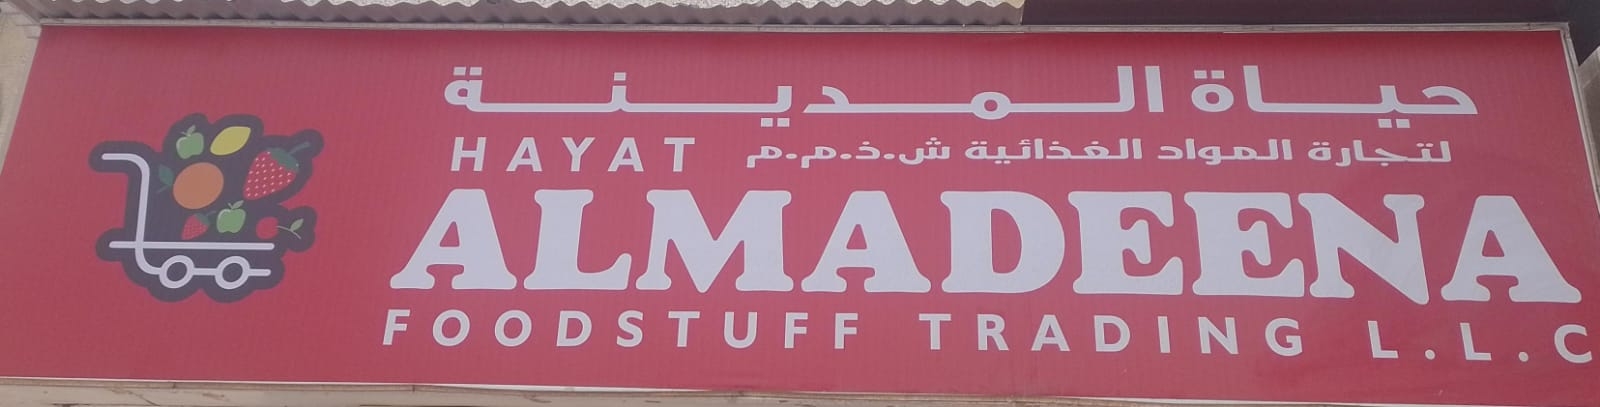 حياة المدينة
لتجارة المواد الغذائية ش.ذ.م.م
HAYAT
ALMADEENA
FOODSTUFF TRADING L.L.C